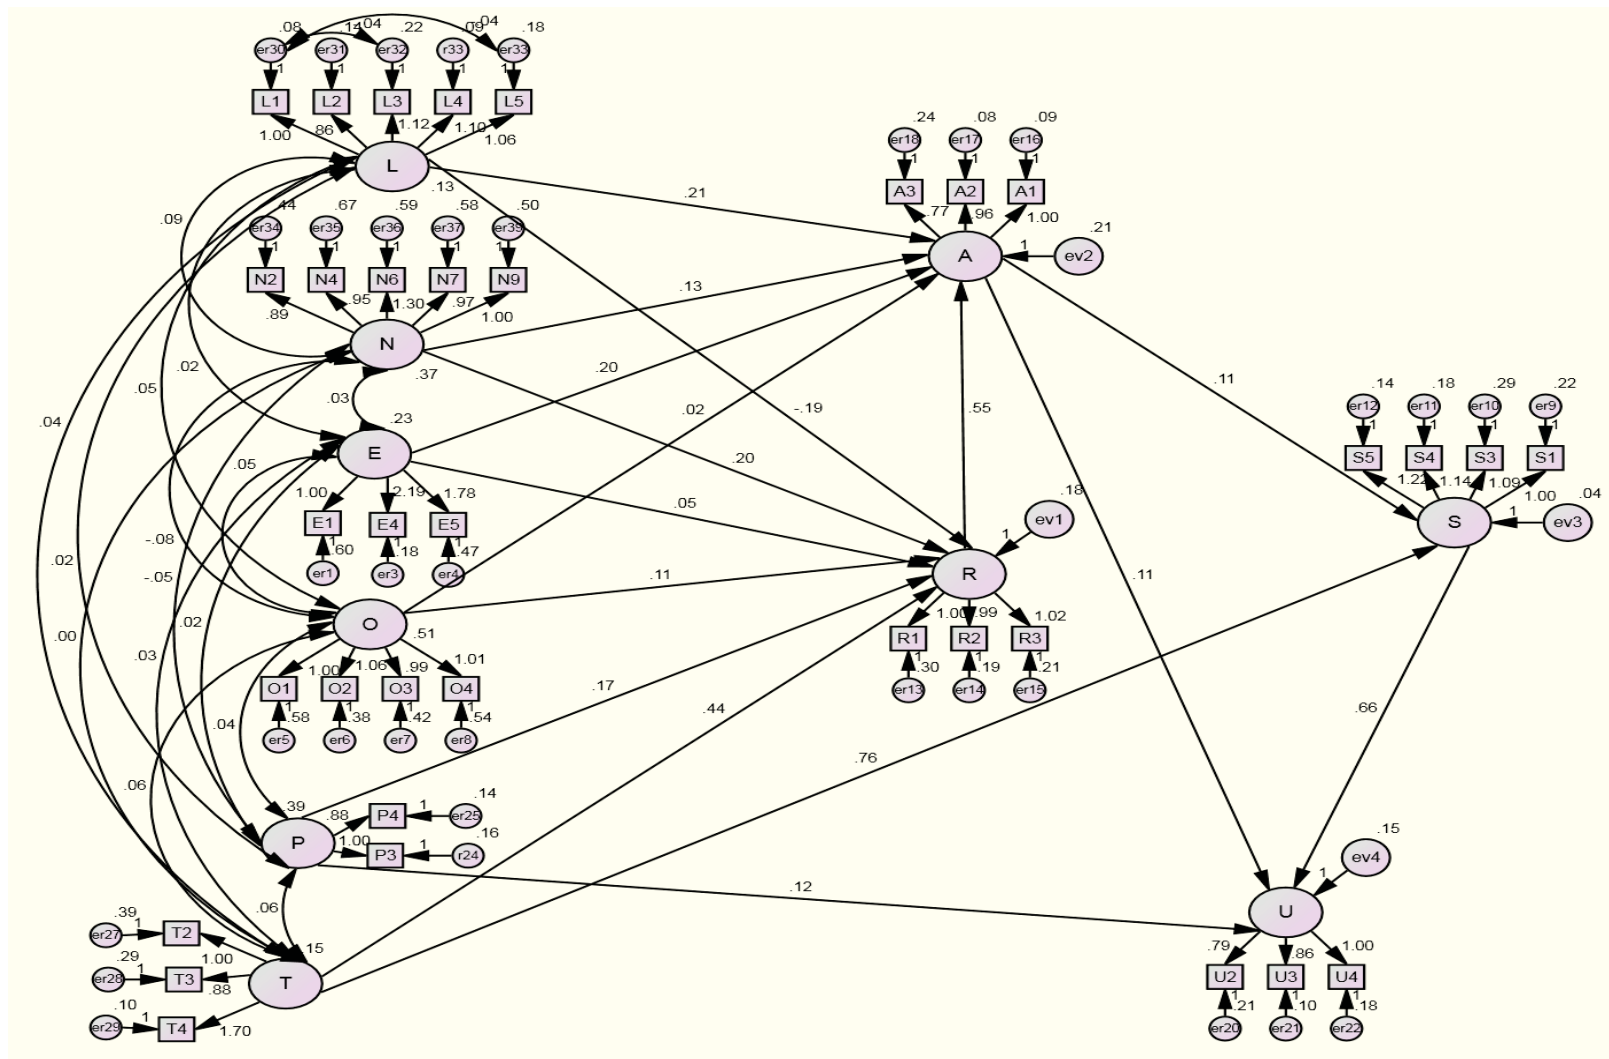 .08 .14 -.04 .22 .09 -.04 .18
er30 er31 er32 r33 er33
1 1 1 1 1
L1 L2 L3 L4 L5
1.00 .86 1.12 1.10 1.06
L
.13
.21
.24 .08 .09
er18 er17 er16
1 1 1
A3 A2 A1
.77 .96 1.00
A
1 ev2 .21
.09
.44 .67 .59 .58 .50
er34 er35 er36 er37 er39
1 1 1 1 1
N2 N4 N6 N7 N9
.89 .95 1.30 .97 1.00
N
.37
.13
.02
.05
.03
.20
.02
-.19
.55
.11
.04
.23
E
.05
1.00 2.19 1.78
E1 E4 E5
1 1 1
.60 .18 .47
er1 er3 er4
.20
.05
.14 .18 .29 .22
er12 er11 er10 er9
1 1 1 1
S5 S4 S3 S1
1.22 1.14 1.09 1.00
S
1 ev3 .04
.18
ev1
1
R
1.00 .99 1.02
R1 R2 R3
1 1 1
.30 .19 .21
er13 er14 er15
-.08
.02
-.05
.11
.11
O
.51
.00
.02
.03
1.00 1.06 .99 1.01
O1 O2 O3 O4
1 1 1 1
.58 .38 .42 .54
er5 er6 er7 er8
.17
.44
.66
.04
.76
.06
.39
P
.88 P4 1 er25 .14
1.00 P3 1 r24 .16
.12
.15
ev4
1
U
.79 .86 1.00
U2 U3 U4
1 1 1
.21 .10 .18
er20 er21 er22
.06
.15
T
.39
er27 1 T2
1.00
.29
er28 1 T3
.88
.10
er29 1 T4
1.70